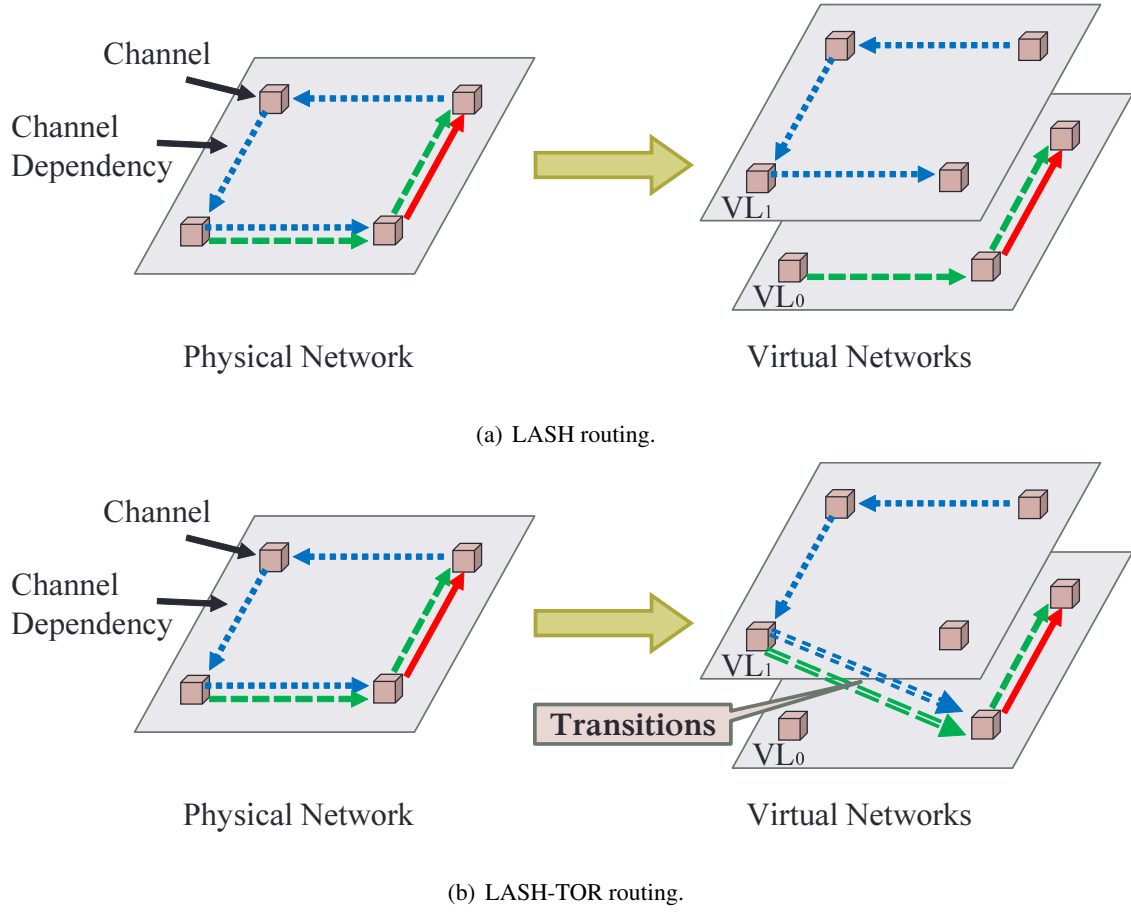 Channel
Channel
Dependency
VL1
VL0
Physical Network
Virtual Networks
(a) LASH routing.
Channel
Channel
Dependency
VL1
Transitions
VL0
Physical Network
Virtual Networks
(b) LASH-TOR routing.